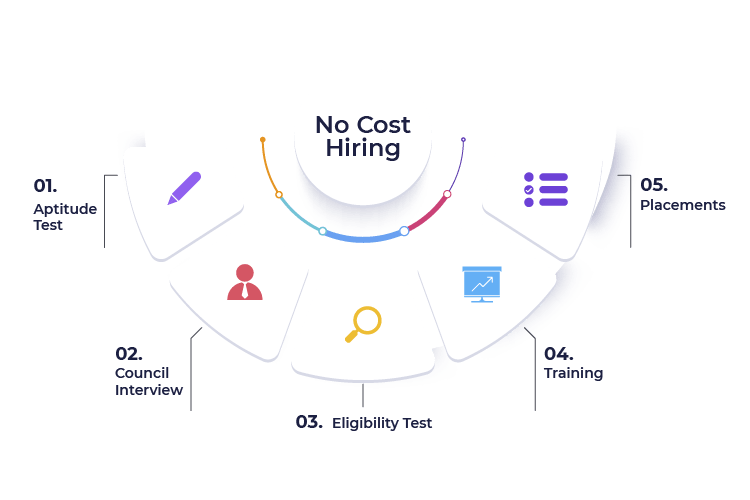 No Cost
Hiring
01.
Aptitude
Test
02.
Council
Interview
03. Eligibility Test
04.
Training
05.
Placements